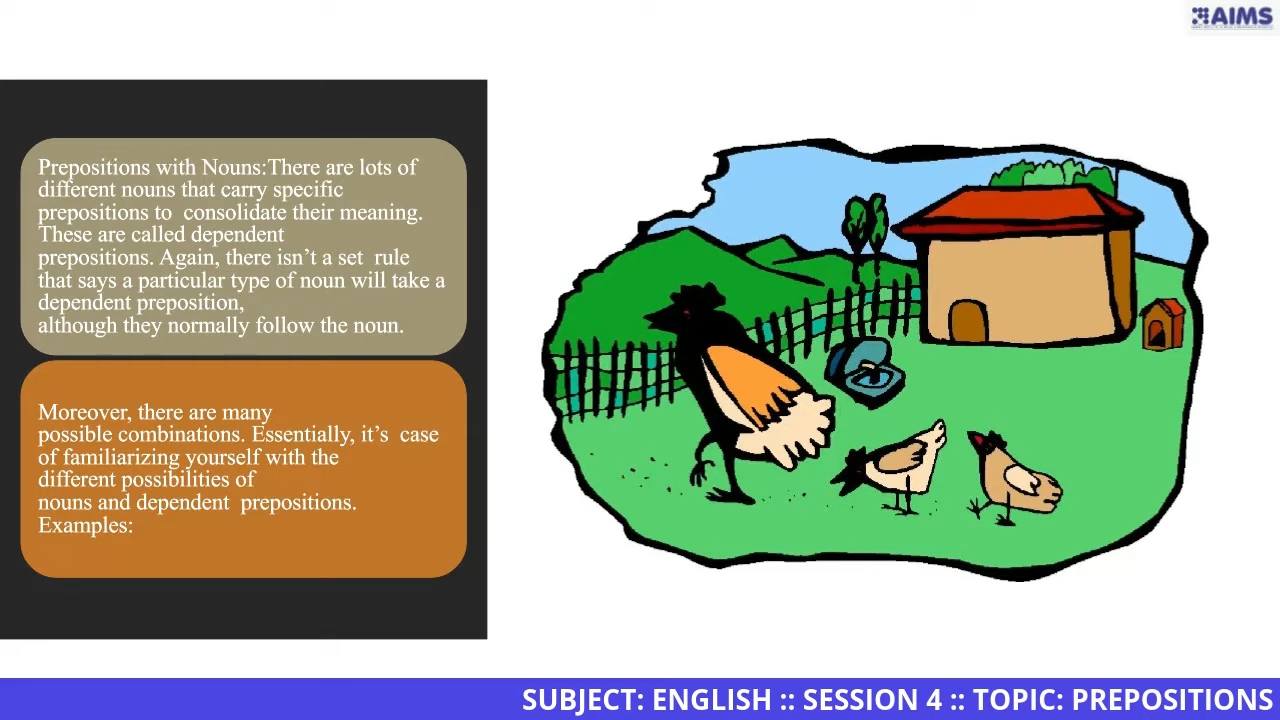 AIMS
Prepositions with Nouns:There are lots of
different nouns that carry specific
prepositions to  consolidate their meaning.
These are called dependent
prepositions. Again, there isn’t a set  rule
that says a particular type of noun will take a
dependent preposition,
although they normally follow the noun.
Moreover, there are many
possible combinations. Essentially, it’s  case
of familiarizing yourself with the
different possibilities of
nouns and dependent  prepositions.
Examples:
SUBJECT: ENGLISH :: SESSION 4 :: TOPIC: PREPOSITIONS